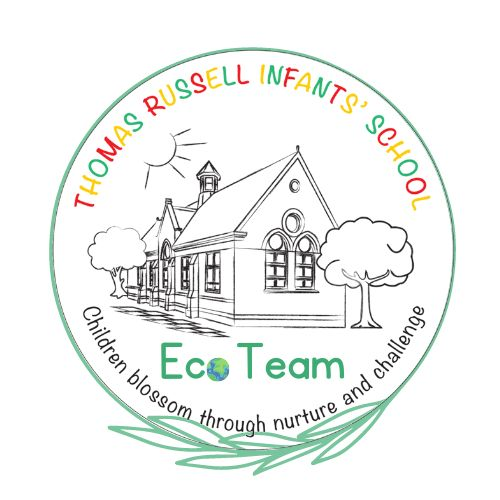 THOMAS RUSSELL INFANTS' SCHOOL
Eco Team
Children blossom through nurture and challenge